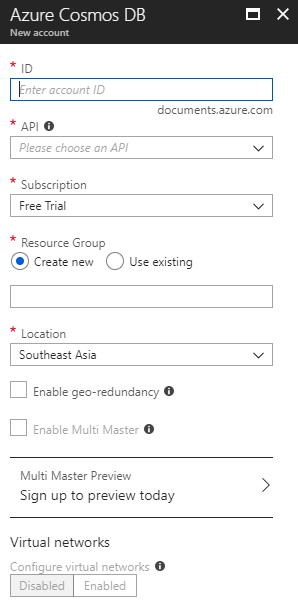 Azure Cosmos DB
New account
* ID
Enter account ID
documents.azure.com
* API
Please choose an API
* Subscription
Free Trial
* Resource Group
Create new Use existing
* Location
Southeast Asia
Enable geo-redundancy
Enable Multi Master
Multi Master Preview
Sign up to preview today
Virtual networks
Configure virtual networks
Disabled Enabled